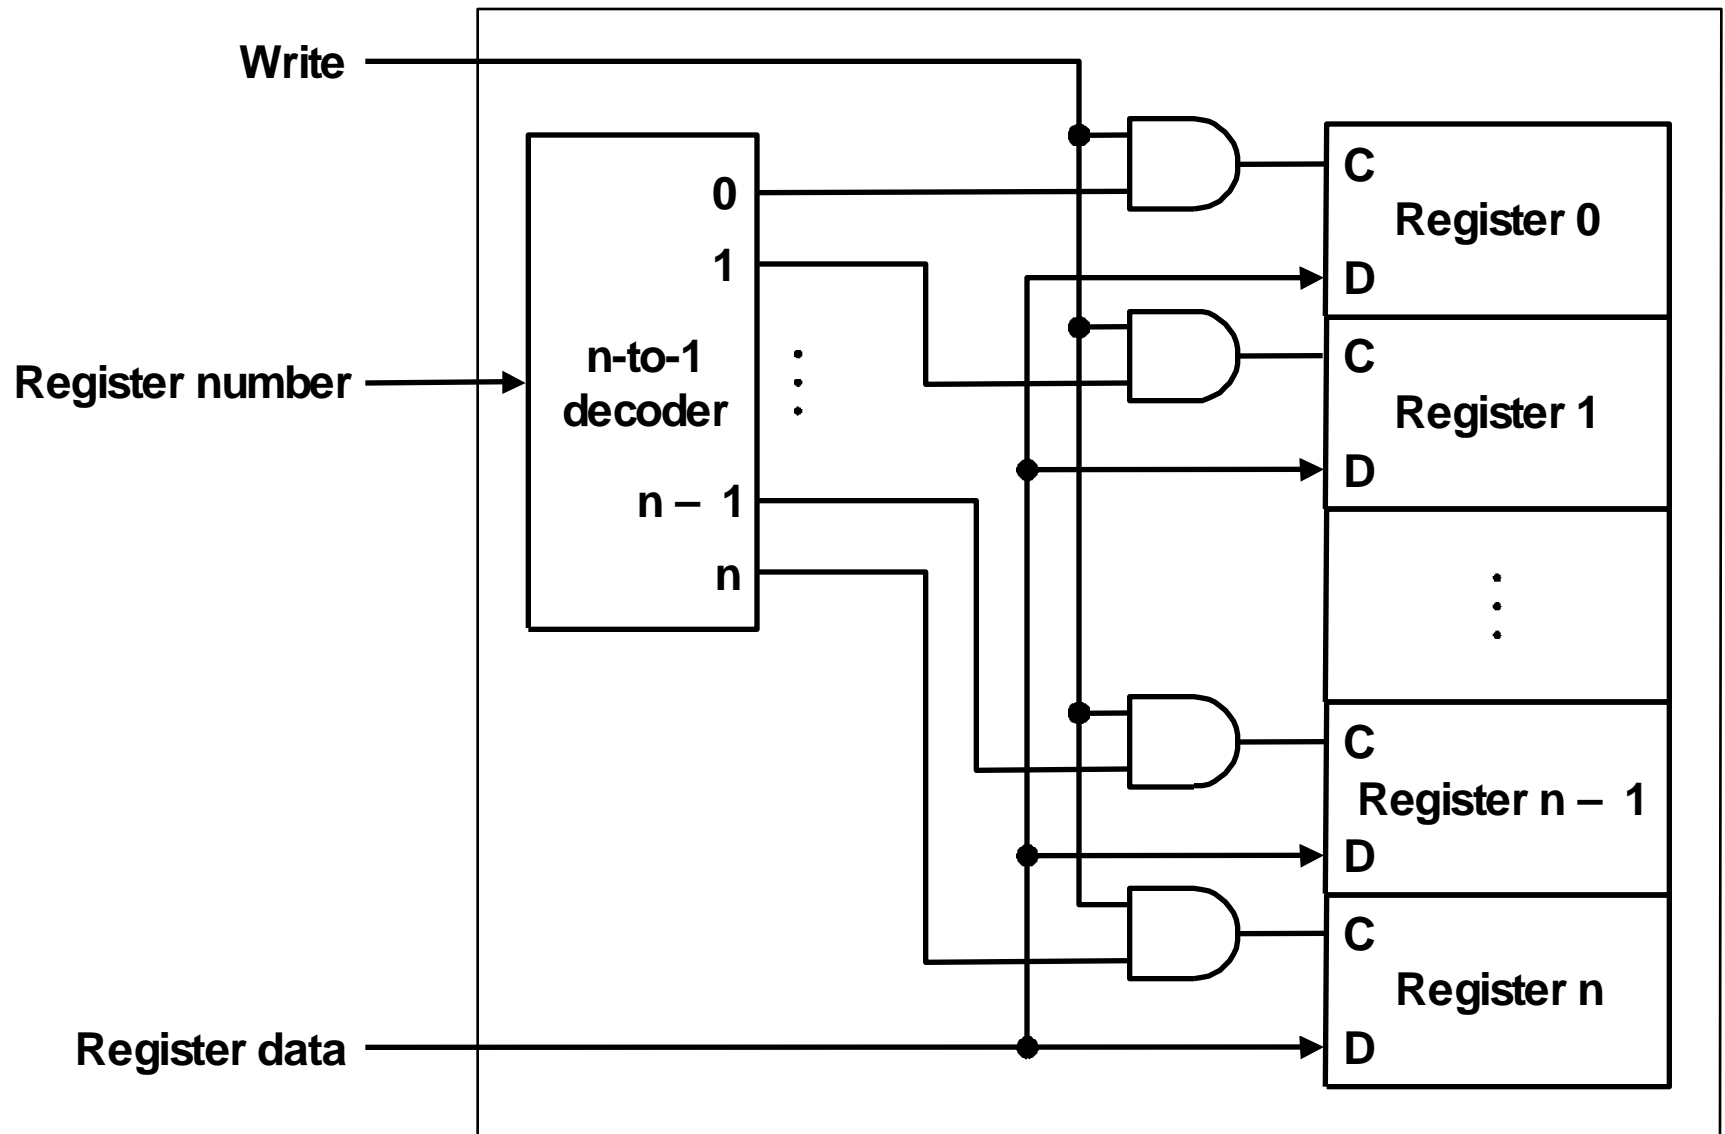 Write
0
1
n-to-1
decoder
n – 1
n
Register number
Register data
C
Register 0
D
C
Register 1
D
C
Register n – 1
D
C
Register n
D